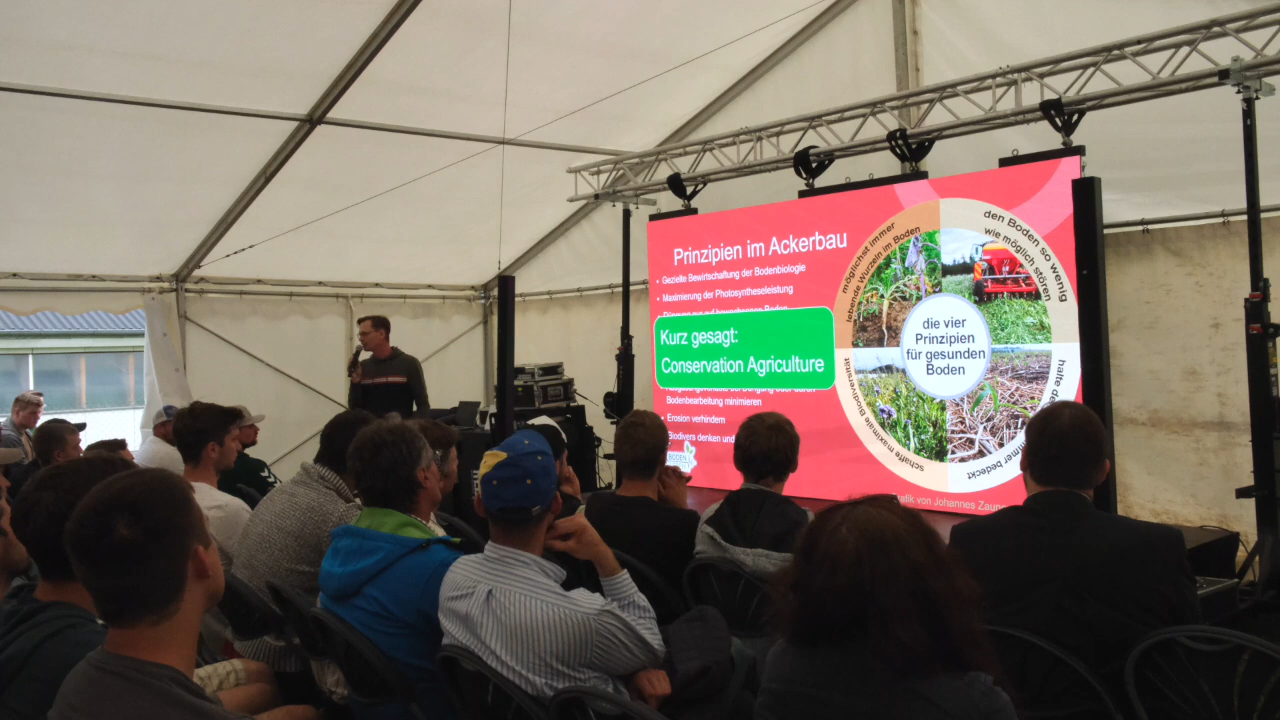 Prinzipien im Ackerbau
• Gezielte Bewirtschaftung der Bodenbiologie
• Maximierung der Photosyntheseleistung
Kurz gesagt:
Conservation Agriculture
Bodenbearbeitung minimieren
• Erosion verhindern
Biodivers denken und
BODEN
möglichst immer
lebende Wurzeln im Boden
den Boden so wenig
wie möglich stören
die vier
Prinzipien
für gesunden
Boden
schaffe maximale Biodiversität
halte
immer bedeckt
von Johannes